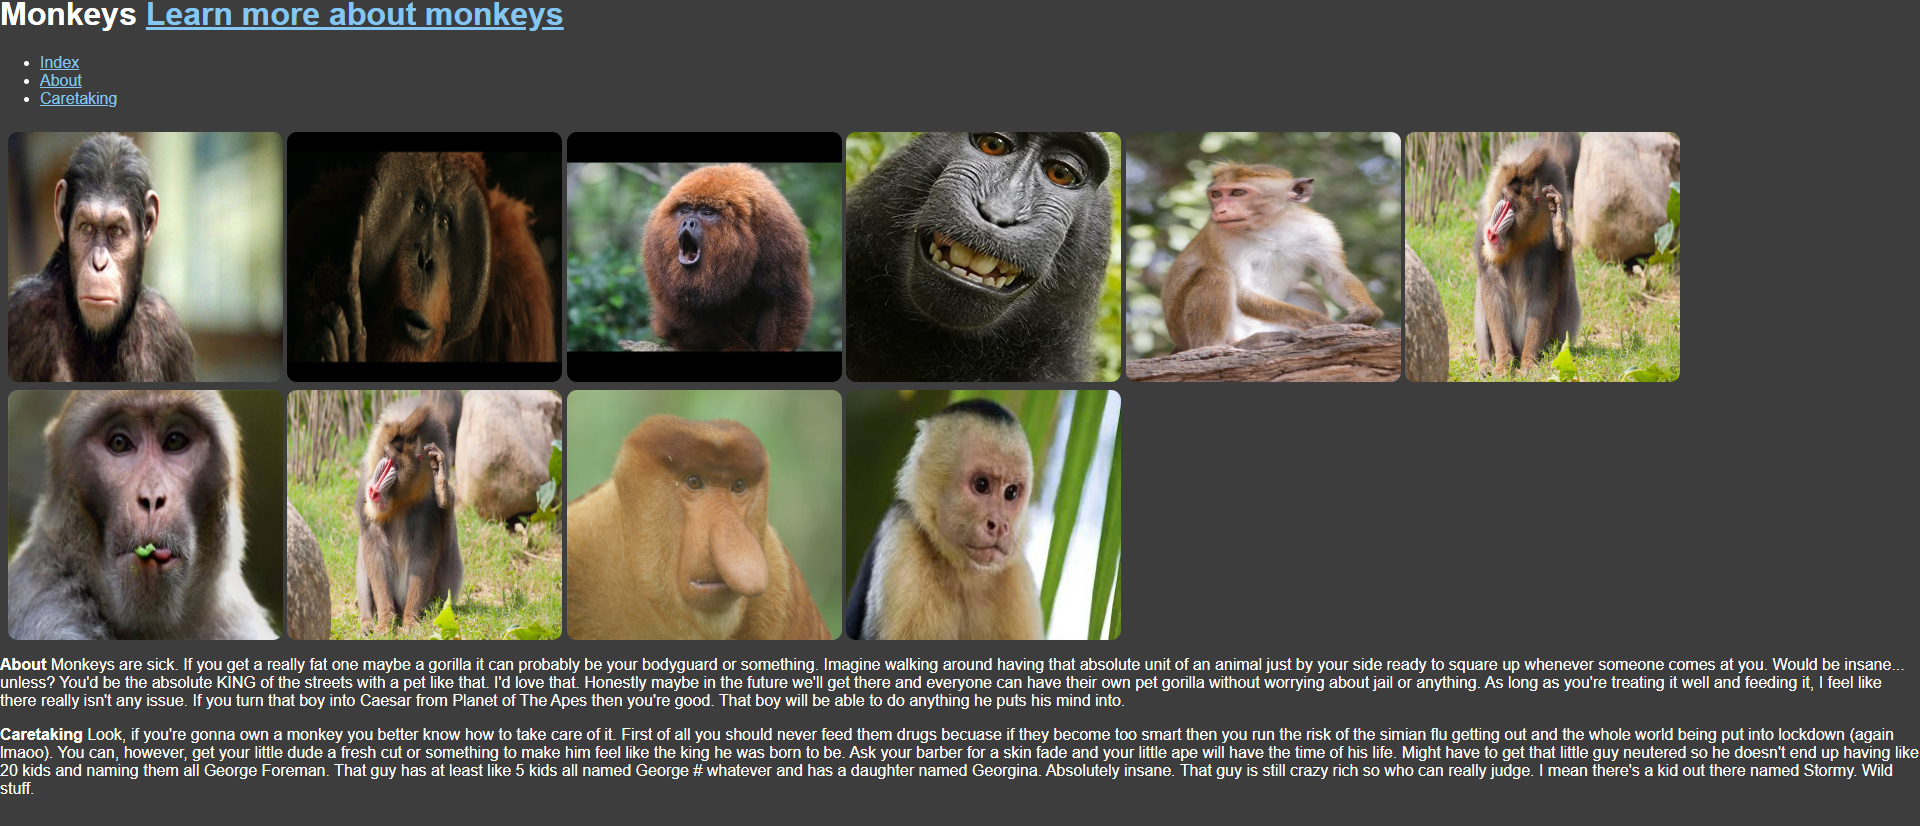 Monkeys Learn more about monkeys
Index
About
Caretaking
About Monkeys are sick. If you get a really fat one maybe a gorilla it can probably be your bodyguard or something. Imagine walking around having that absolute unit of an animal just by your side ready to square up whenever someone comes at you. Would be insane...
unless? You'd be the absolute KING of the streets with a pet like that. I'd love that. Honestly maybe in the future we'll get there and everyone can have their own pet gorilla without worrying about jail or anything. As long as you're treating it well and feeding it, I feel like
there really isn't any issue. If you turn that boy into Caesar from Planet of The Apes then you're good. That boy will be able to do anything he puts his mind into.
Caretaking Look, if you're gonna own a monkey you better know how to take care of it. First of all you should never feed them drugs becuase if they become too smart then you run the risk of the simian flu getting out and the whole world being put into lockdown (again
lmaoo). You can, however, get your little dude a fresh cut or something to make him feel like the king he was born to be. Ask your barber for a skin fade and your little ape will have the time of his life. Might have to get that little guy neutered so he doesn't end up having like
20 kids and naming them all George Foreman. That guy has at least like 5 kids all named George # whatever and has a daughter named Georgina. Absolutely insane. That guy is still crazy rich so who can really judge. I mean there's a kid out there named Stormy. Wild
stuff.